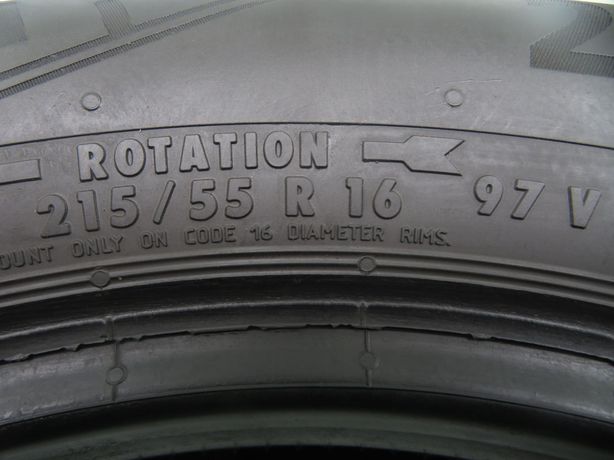 ROTATION
215/55 R 16 97 V
ONLY ON CODE 16 DIAMETER RIMS.